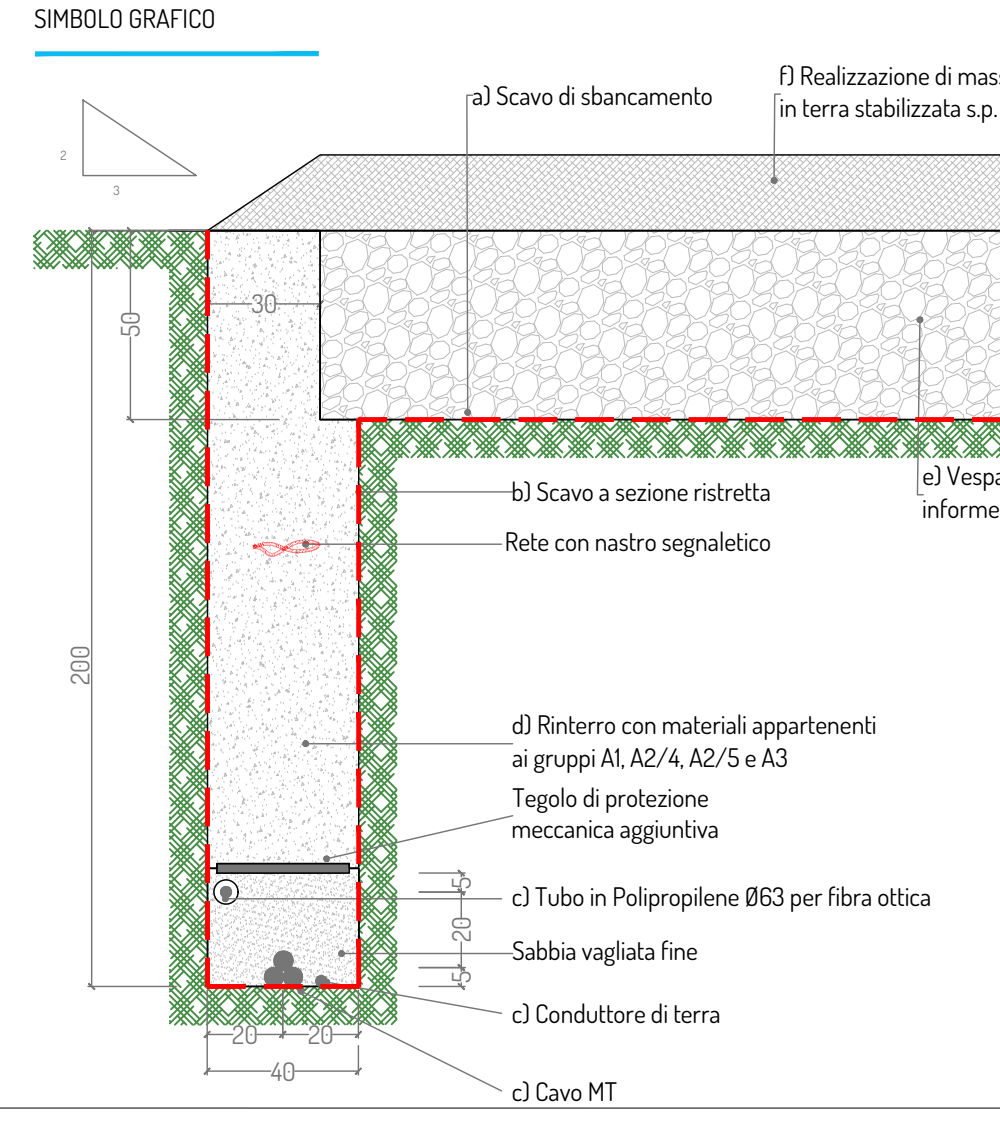 SIMBOLO GRAFICO
f) Realizzazione di
a) Scavo di sbancamento
in terra stabilizzata s.p.
2
3
30
50
e)
b) Scavo a sezione ristretta
informe
Rete con nastro segnaletico
200
d) Rinterro con materiali appartenenti
ai gruppi A1, A2/4, A2/5 e A3
Tegolo di protezione
meccanica aggiuntiva
5
c) Tubo in Polipropilene Ø63 per fibra ottica
20
Sabbia vagliata fine
5
c) Conduttore di terra
20
20
40
c) Cavo MT